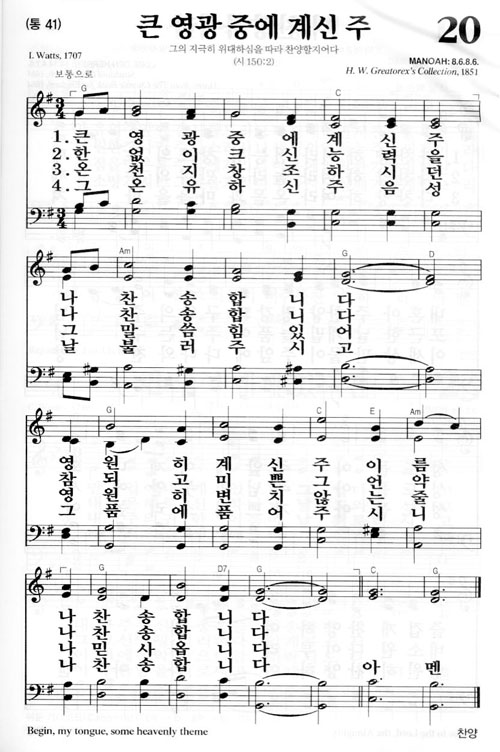 (통 41)
큰 영광 중에 계신 주
20
그의 지극히 위대하심을 따라 찬양할지어다
(시 150:2)
I. Watts, 1707
MANOAH: 8.6.8.6.
H. W. Greatorex's Collection, 1851
보통으로
G C
1.큰 영 광 중 에 계 신 주
2.한 없 이 크 신 능 력 을
3.온 천 지 창 조 하 시 던
4.그 온 유 하 신 주 음 성
Am G D
나 찬 송 합 니 다
나 찬 송 합 니 다
그 말 씀 힘 있 어
날 불 러 주 시 고
G C E Am
영 원 히 계 신 주 이 름
참 되 고 미 쁜 그 언 약
영 원 히 변 치 않 는 줄
그 품 에 품 어 주 시 니
G D7 G C G
나 찬 송 합 니 다
나 찬 송 합 니 다
나 믿 사 옵 니 다
나 찬 송 합 니 다 아 멘
Begin, my tongue, some heavenly theme
찬양